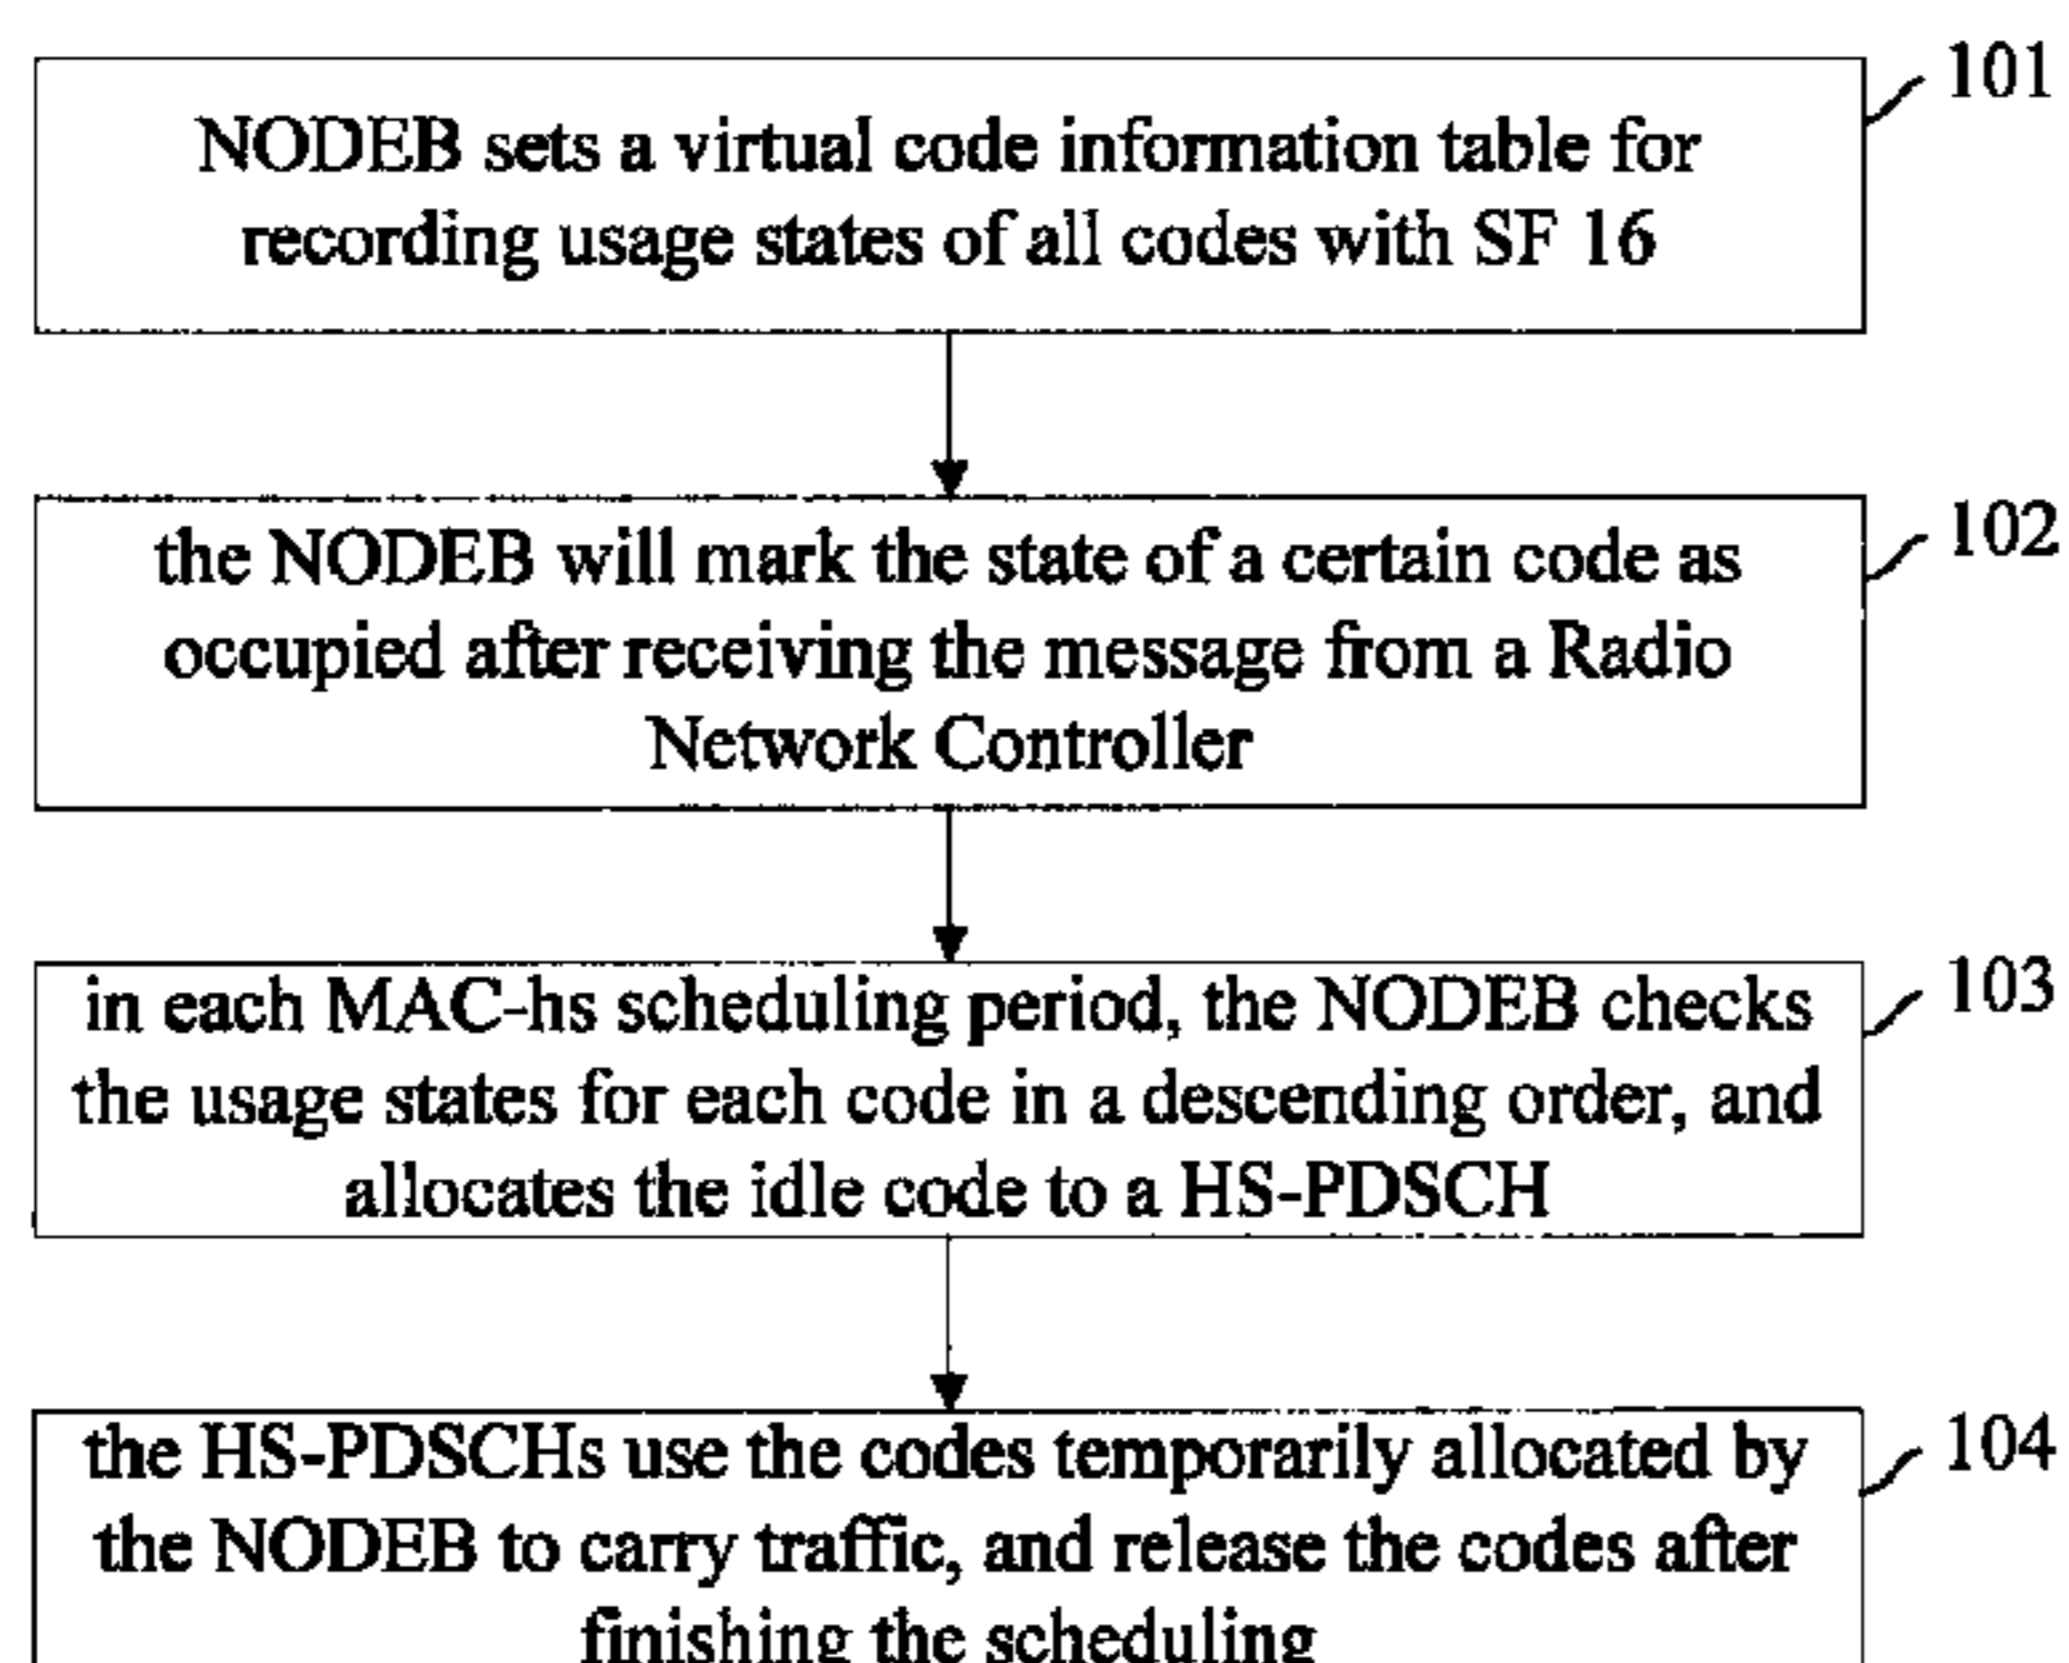 101
NODEB sets a virtual code information table for
recording usage states of all codes with SF 16
102
the NODEB will mark the state of a certain code as
occupied after receiving the message from a Radio
Network Controller
103
in each MAC-hs scheduling period, the NODEB checks
the usage states for each code in a descending order, and
allocates the idle code to a HS-PDSCH
104
the HS-PDSCHs use the codes temporarily allocated by
the NODEB to carry traffic, and release the codes after
finishing the scheduling